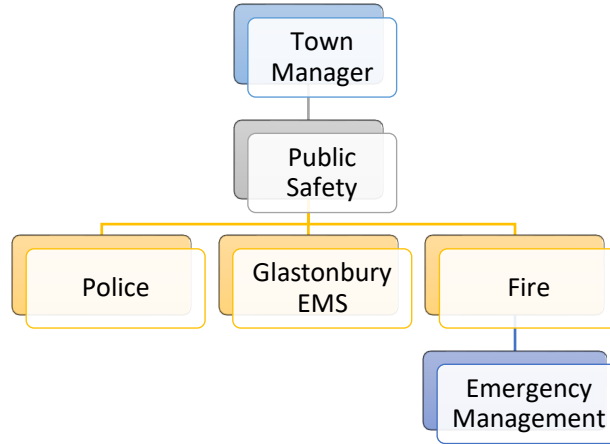 Town
Manager
Public
Safety
Police
Glastonbury
EMS
Fire
Emergency
Management